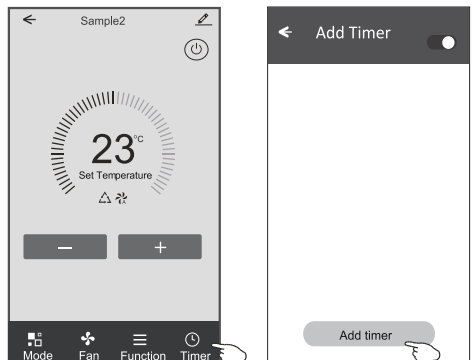 Sample2
23°C
Set Temperature
A
− +
Mode Fan Function Timer
Add Timer
Add timer